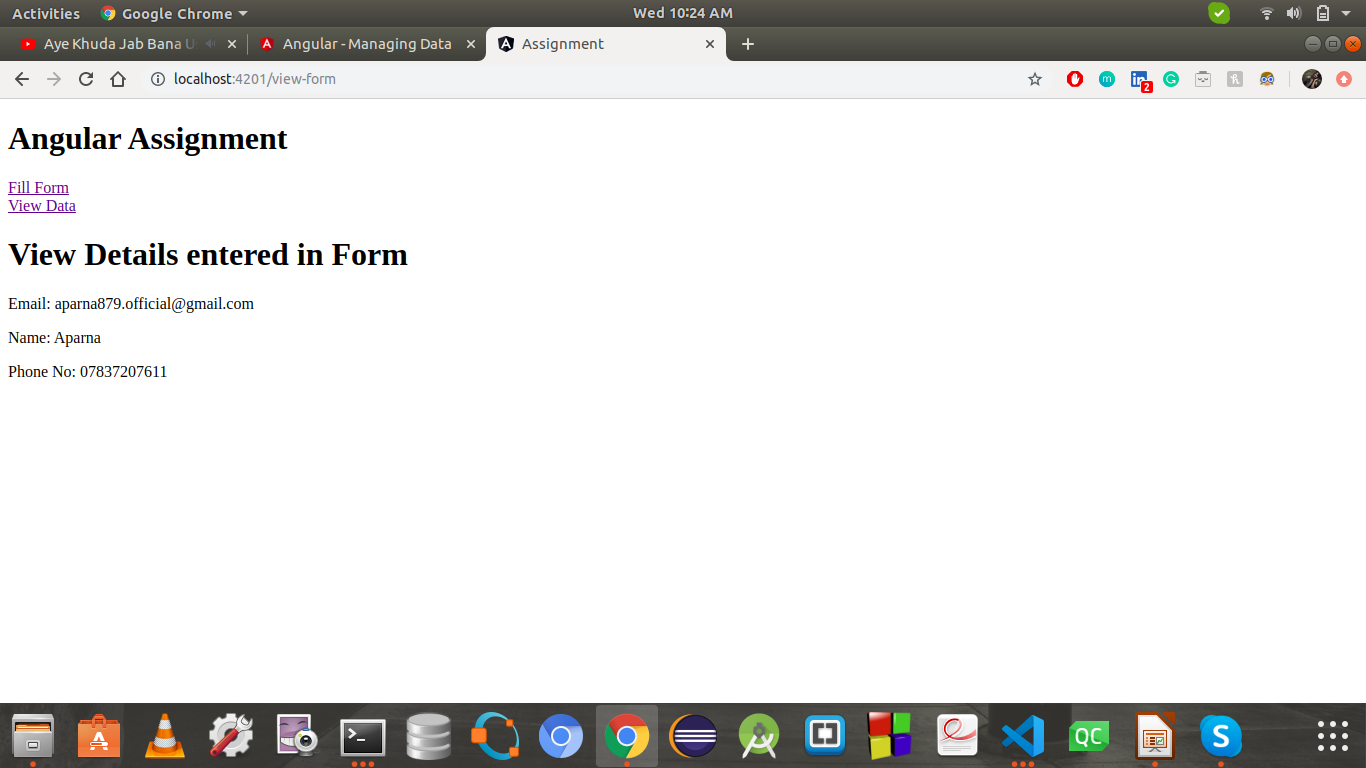 Activities
Google Chrome
Wed 10:24 AM
Aye Khuda Jab Bana U
Angular - Managing Data
Assignment
localhost:4201/view-form
2
Angular Assignment
Fill Form
View Data
View Details entered in Form
Email: aparna879.official@gmail.com
Name: Aparna
Phone No: 07837207611
QC